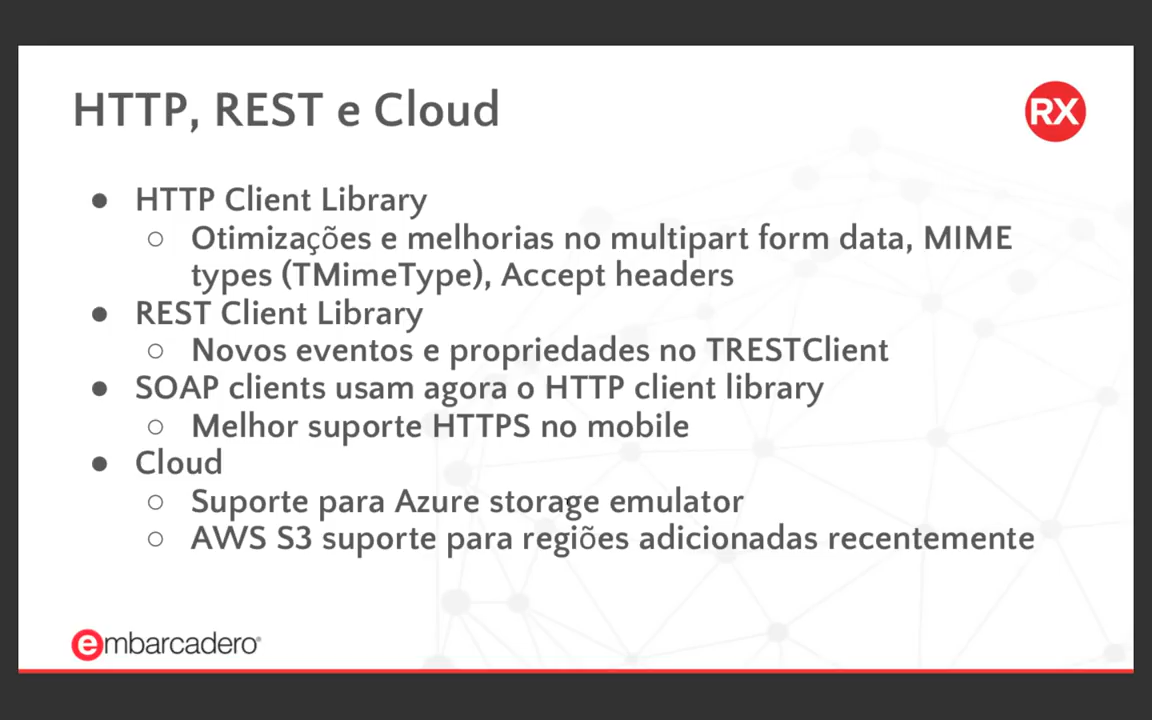 HTTP, REST e Cloud
RX
● HTTP Client Library
○ Otimizações e melhorias no multipart form data, MIME
types (TMimeType), Accept headers
● REST Client Library
○ Novos eventos e propriedades no TRESTClient
● SOAP clients usam agora o HTTP client library
○ Melhor suporte HTTPS no mobile
● Cloud
○ Suporte para Azure storage emulator
○ AWS S3 suporte para regiões adicionadas recentemente
embarcadero®